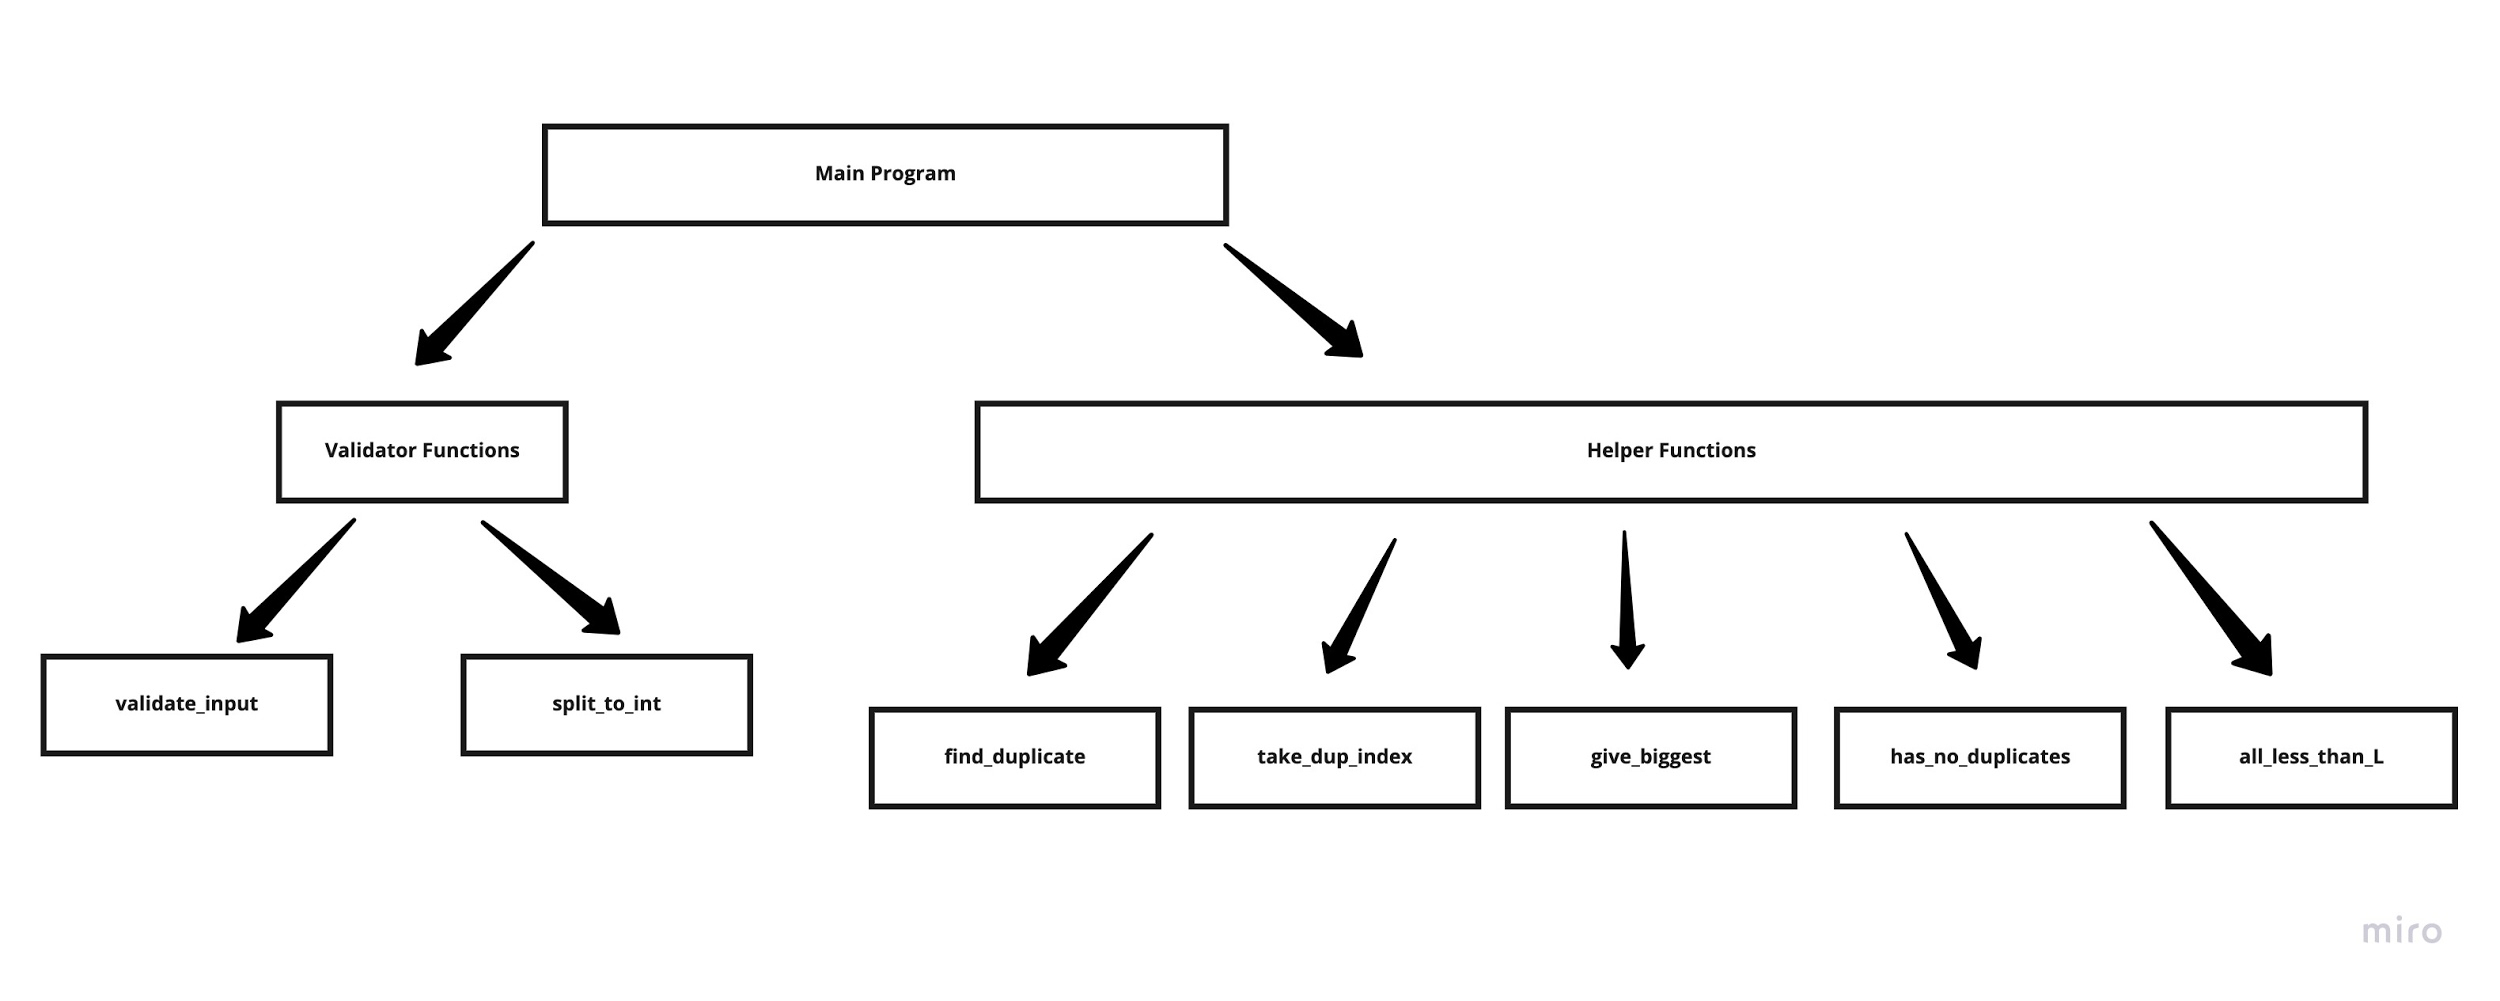 Main Program
Validator Functions
Helper Functions
validate_input
split_to_int
find_duplicate
take_dup_index
give_biggest
has_no_duplicates
all_less_than_L
miro